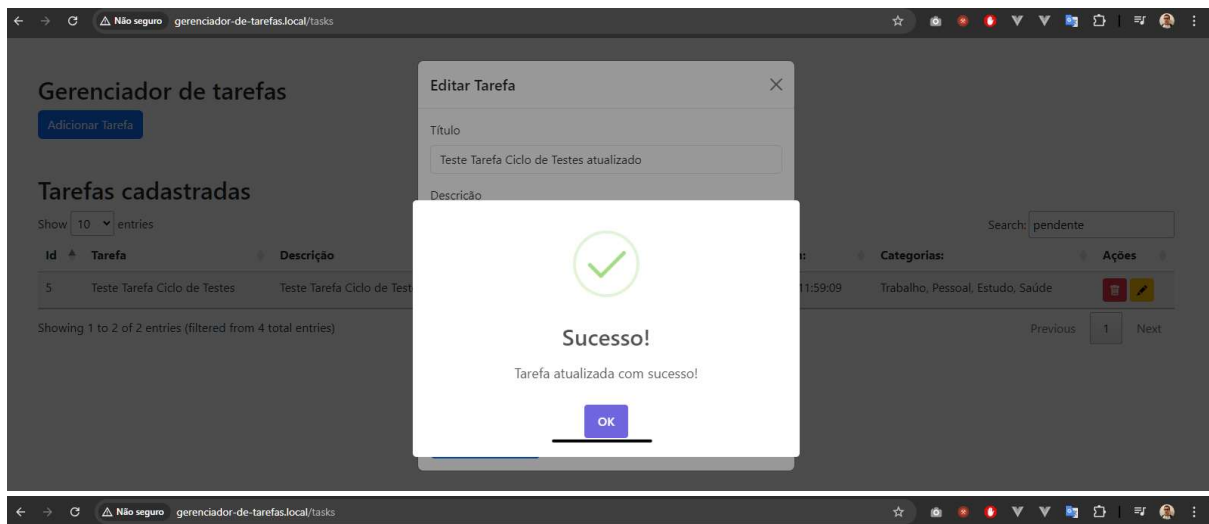 Não seguro gerenciador-de-tarefas.local/tasks
Gerenciador de tarefas
Adicionar Tarefa
Editar Tarefa
Título
Teste Tarefa Ciclo de Testes atualizado
Descrição
Tarefas cadastradas
Show 10 entries
Search: pendente
Id Tarefa Descrição Categorias: Ações
5 Teste Tarefa Ciclo de Testes Teste Tarefa Ciclo de Test 11:59:09 Trabalho, Pessoal, Estudo, Saúde
Showing 1 to 2 of 2 entries (filtered from 4 total entries)
Previous 1 Next
Sucesso!
Tarefa atualizada com sucesso!
OK
Não seguro gerenciador-de-tarefas.local/tasks